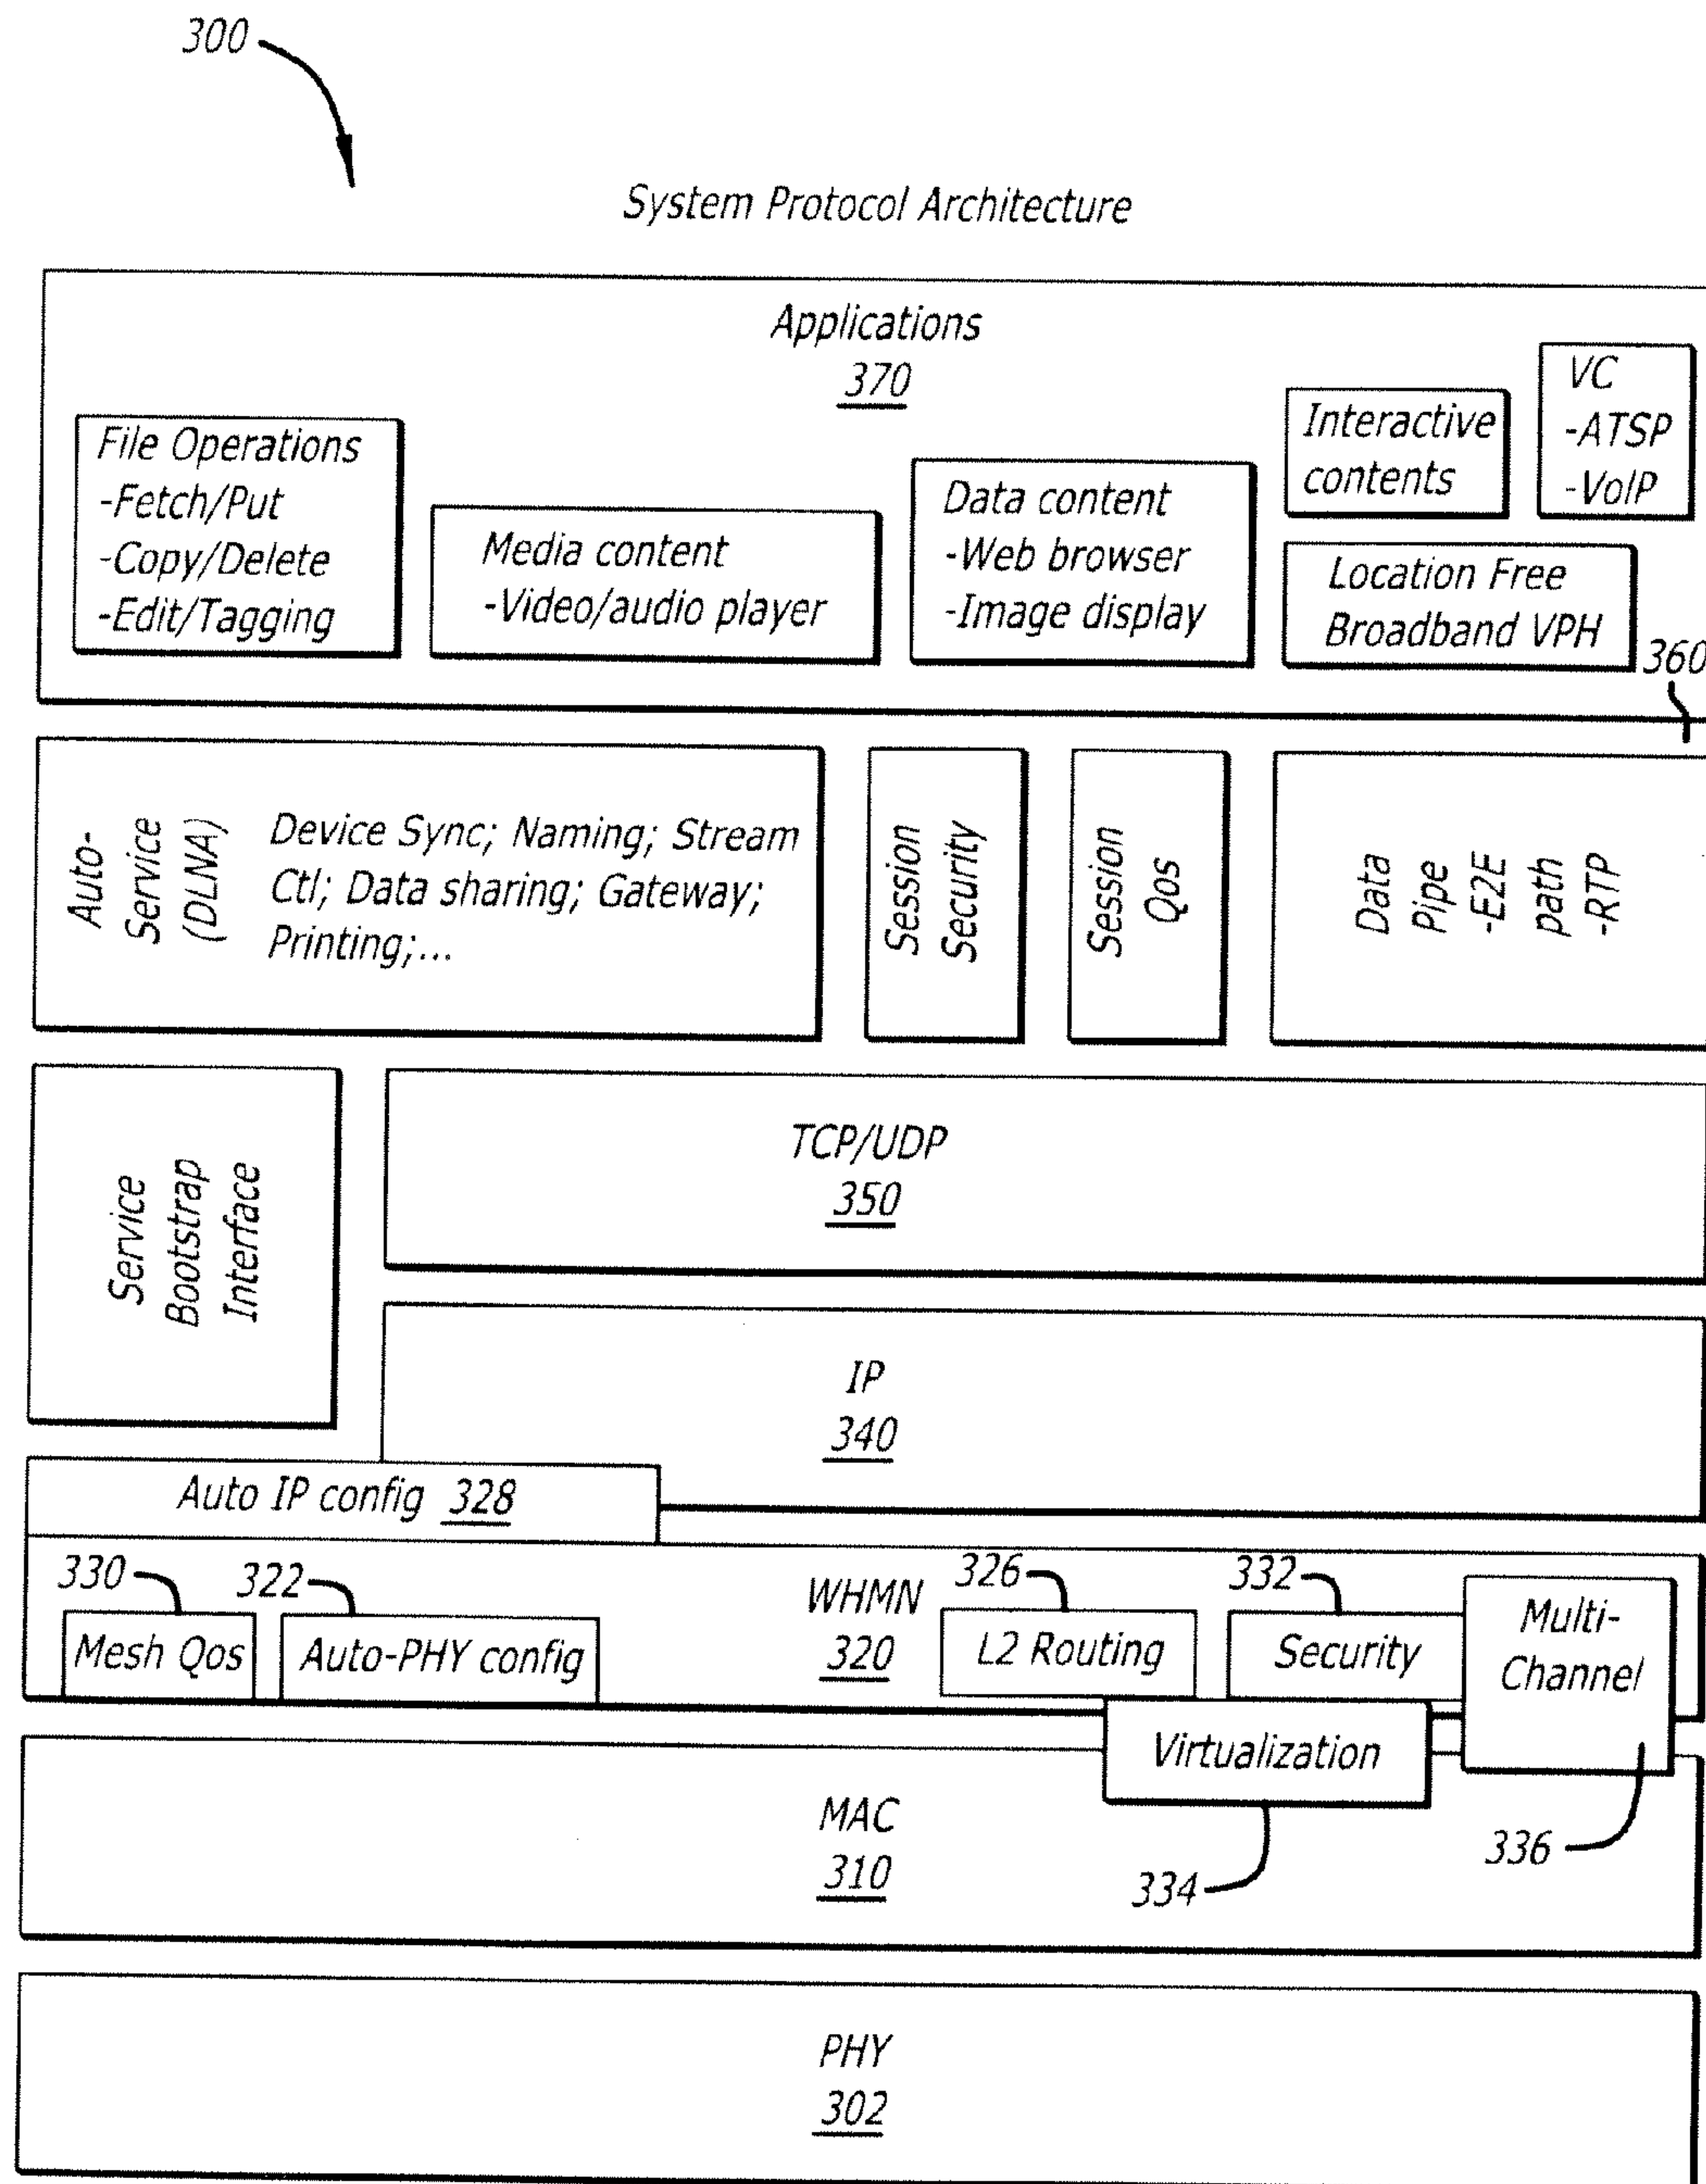 300
System Protocol Architecture
Applications
370
File Operations
-Fetch/Put
-Copy/Delete
-Edit/Tagging
Media content
-Video/audio player
Data content
-Web browser
-Image display
Interactive
contents
VC
-ATSP
-VoIP
Location Free
Broadband VPH
360
Auto-
Service
(DLNA)
Device Sync; Naming; Stream
Ctl; Data sharing; Gateway;
Printing;...
Session
Security
Session
Qos
Data
Pipe
-E2E
path
-RTP
Service
Bootstrap
Interface
TCP/UDP
350
IP
340
Auto IP config 328
330
322
WHMN
320
326
332
Mesh Qos
Auto-PHY config
L2 Routing
Security
Multi-
Channel
Virtualization
MAC
310
334
336
PHY
302